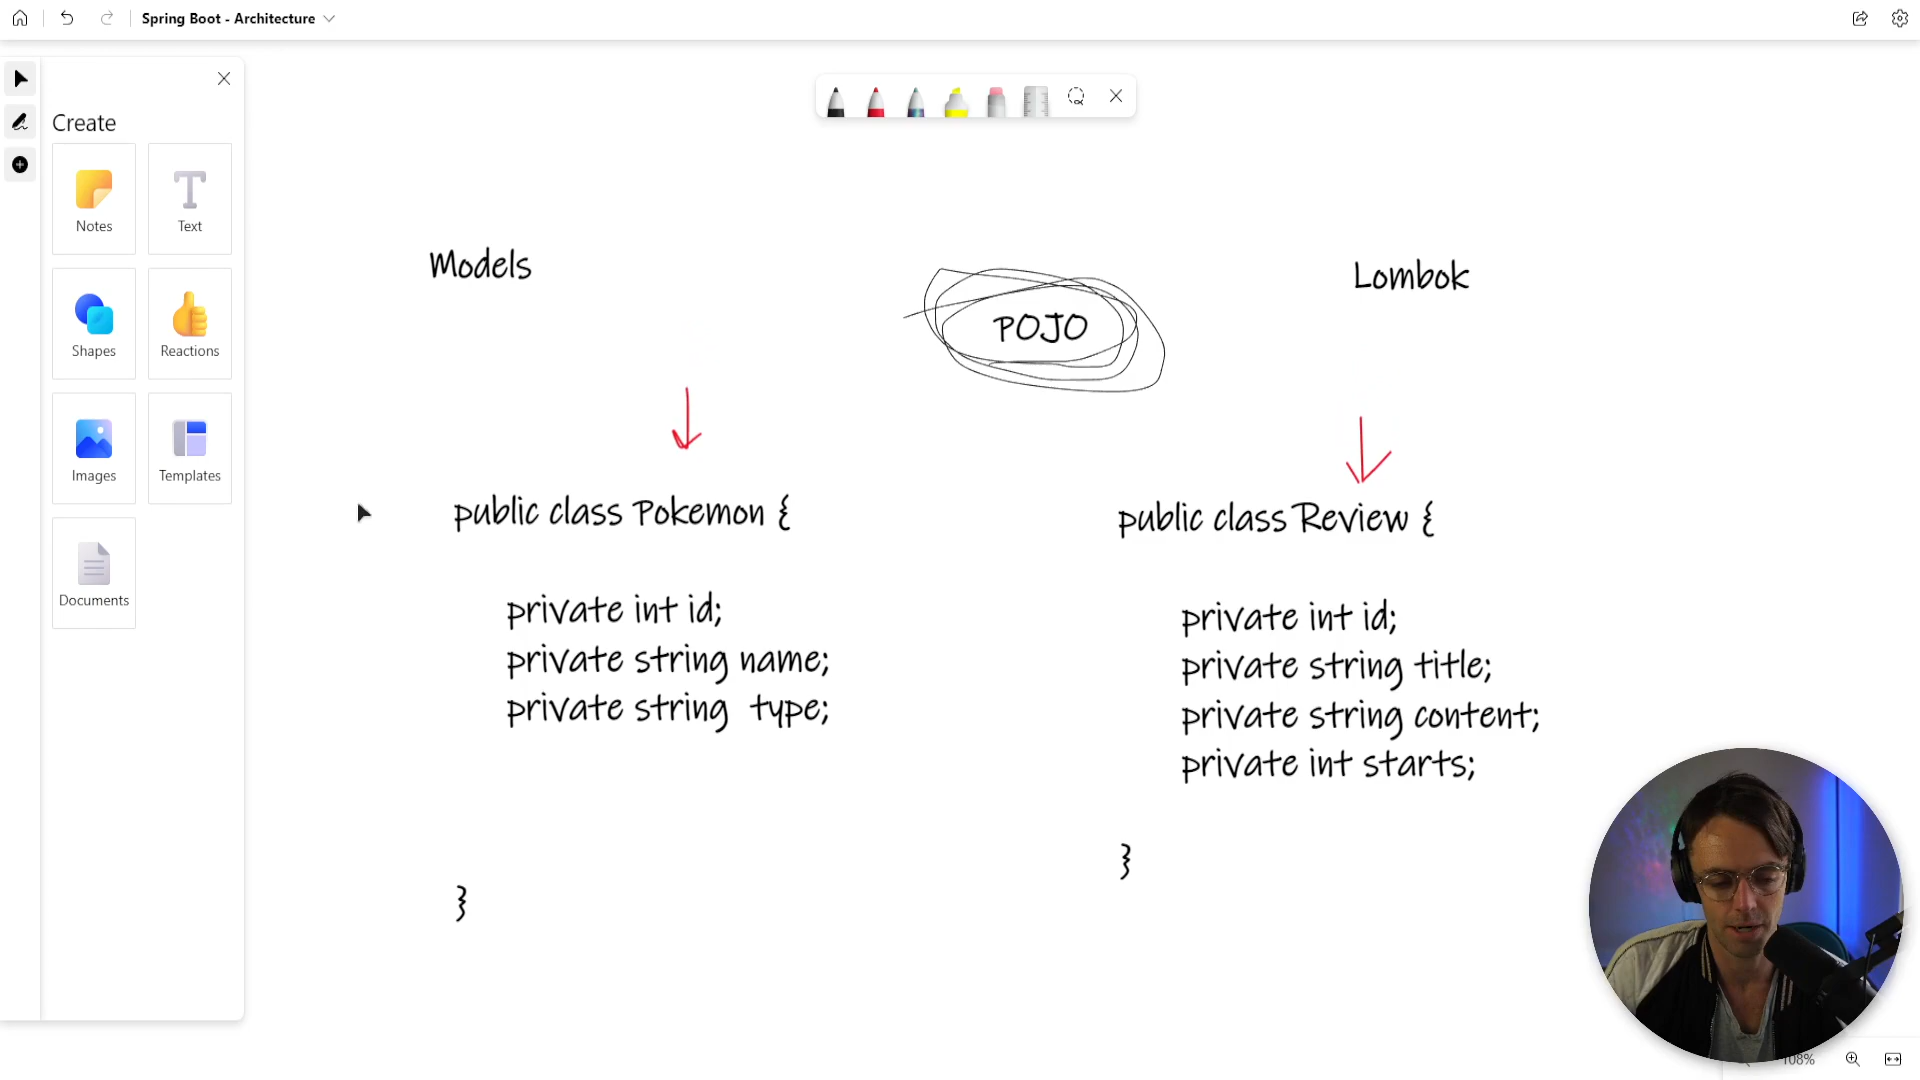 Spring Boot - Architecture
Create
Notes
Text
Shapes
Reactions
Images
Templates
Documents
Models
POJO
Lombok
public class Pokemon {
private int id;
private string name;
private string type;
}
public class Review {
private int id;
private string title;
private string content;
private int starts;
}
108%